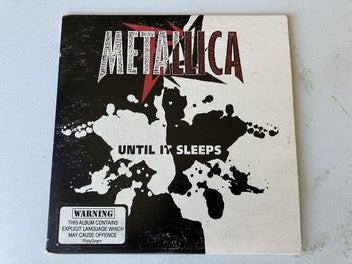 METALLICA
UNTIL IT SLEEPS
WARNING
THIS ALBUM CONTAINS
EXPLICIT LANGUAGE WHICH
MAY CAUSE OFFENCE
PolyGram